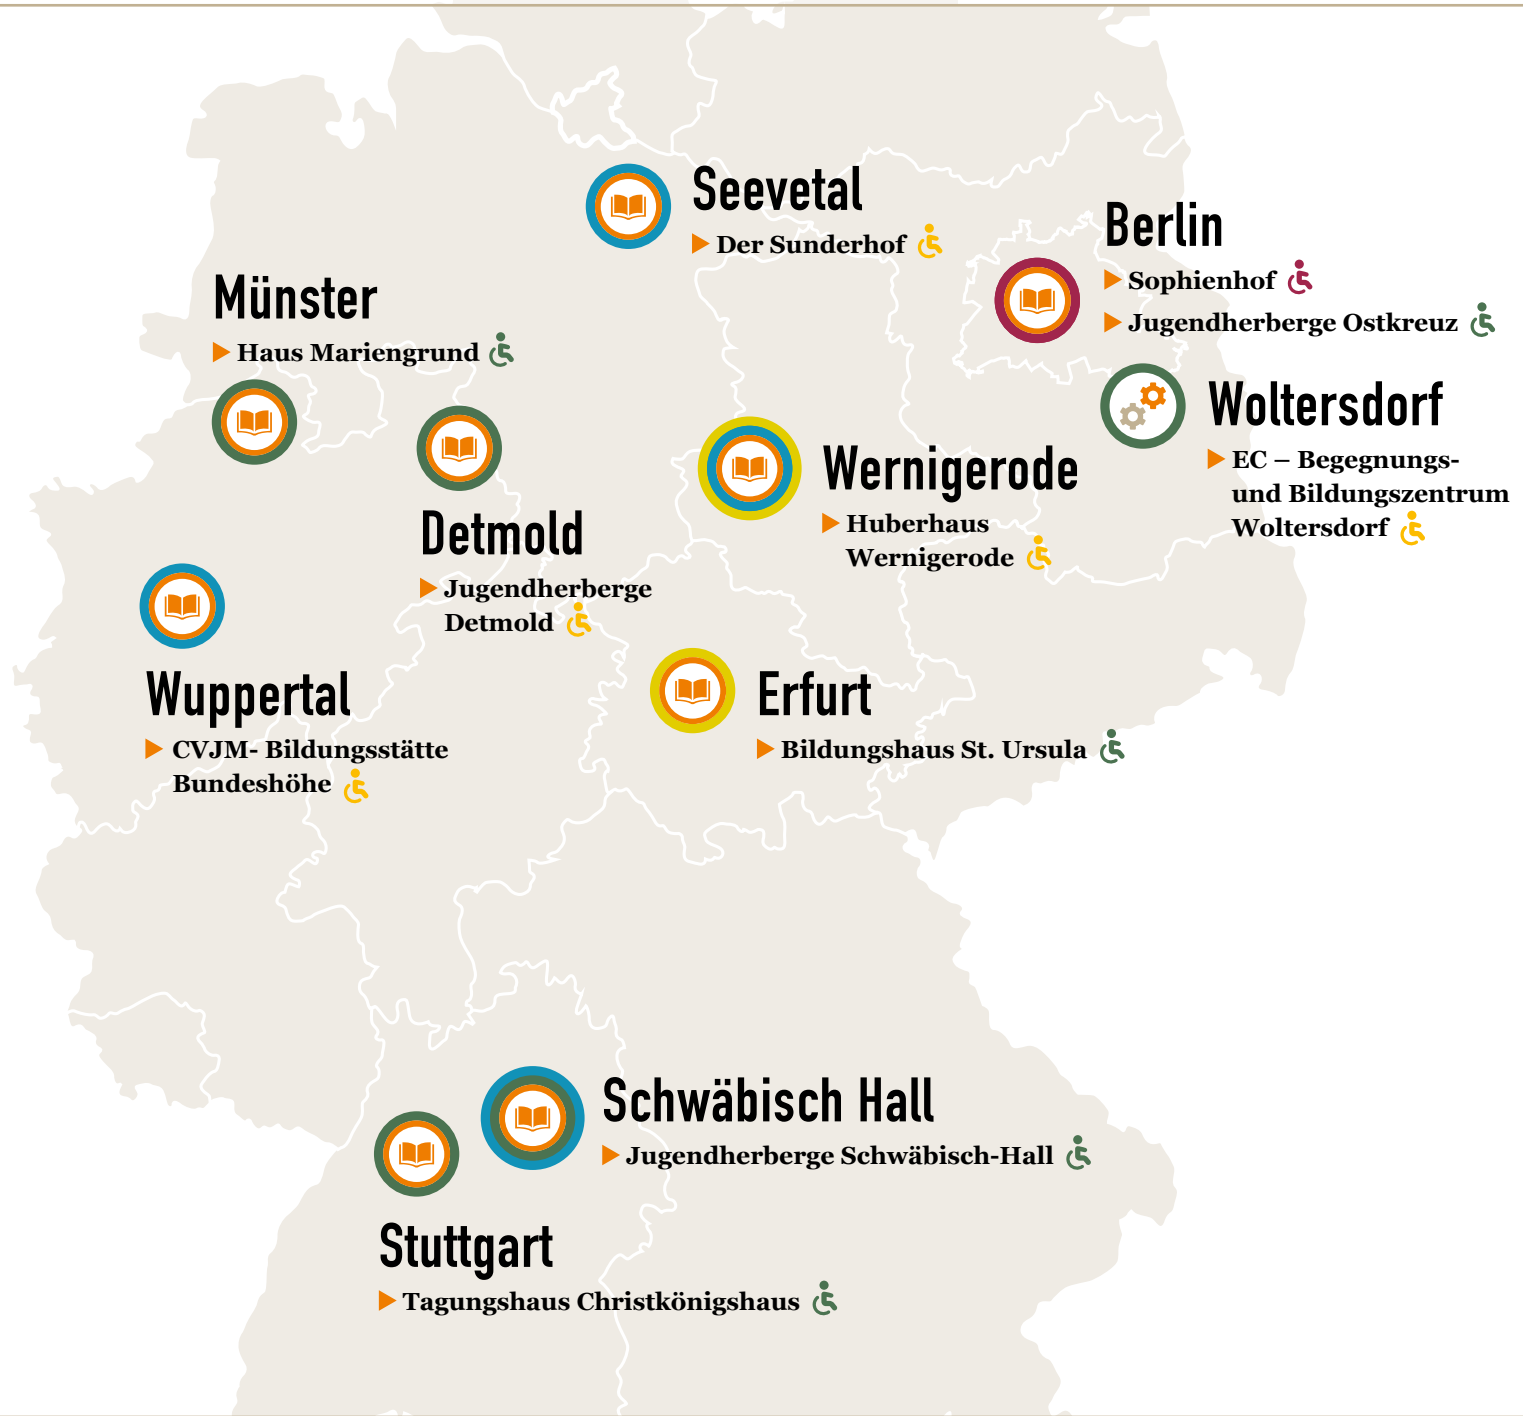 Seevetal
Der Sunderhof
Berlin
Sophienhof
Jugendherberge Ostkreuz
Münster
Haus Mariengrund
Woltersdorf
EC – Begegnungs-
und Bildungszentrum
Woltersdorf
Wernigerode
Huberhaus
Wernigerode
Detmold
Jugendherberge
Detmold
Wuppertal
CVJM- Bildungsstätte
Bundeshöhe
Erfurt
Bildungshaus St. Ursula
Schwäbisch Hall
Jugendherberge Schwäbisch-Hall
Stuttgart
Tagungshaus Christkönigshaus